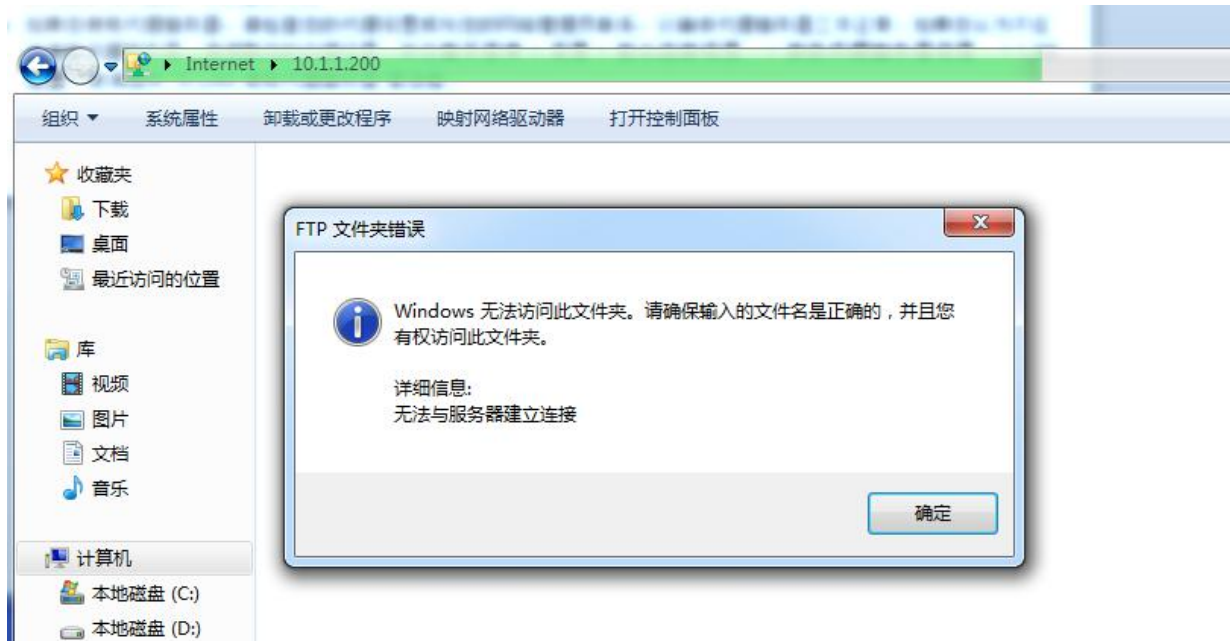 Internet ▸ 10.1.1.200
组织 系统属性 卸载或更改程序 映射网络驱动器 打开控制面板
收藏夹
下载
桌面
最近访问的位置
库
视频
图片
文档
音乐
计算机
本地磁盘 (C:)
本地磁盘 (D:)
FTP 文件夹错误
Windows 无法访问此文件夹。请确保输入的文件名是正确的，并且您
有权访问此文件夹。
详细信息:
无法与服务器建立连接
确定